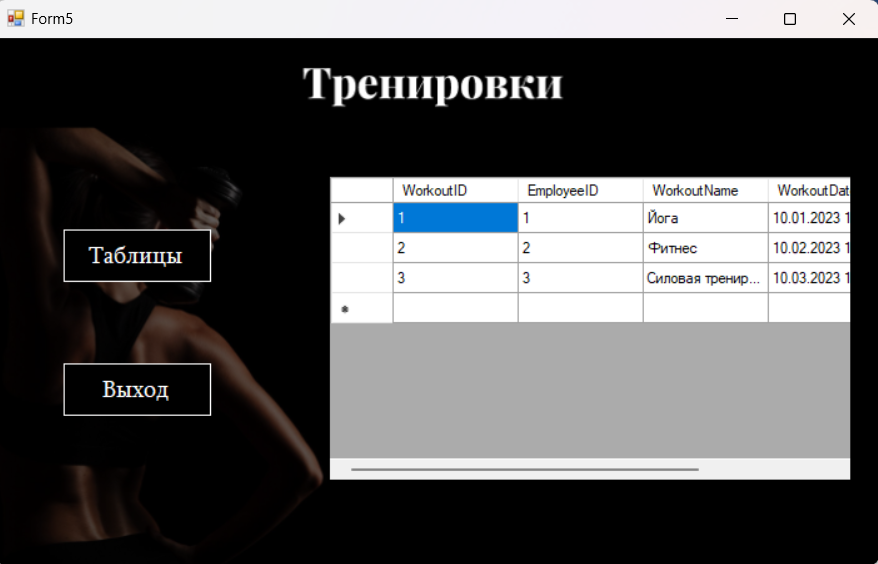 Form5
Тренировки
WorkoutID EmployeeID WorkoutName WorkoutDat
1 1 Йога 10.01.2023 1
2 2 Фитнес 10.02.2023 1
3 3 Силовая тренир... 10.03.2023 1
Таблицы
Выход